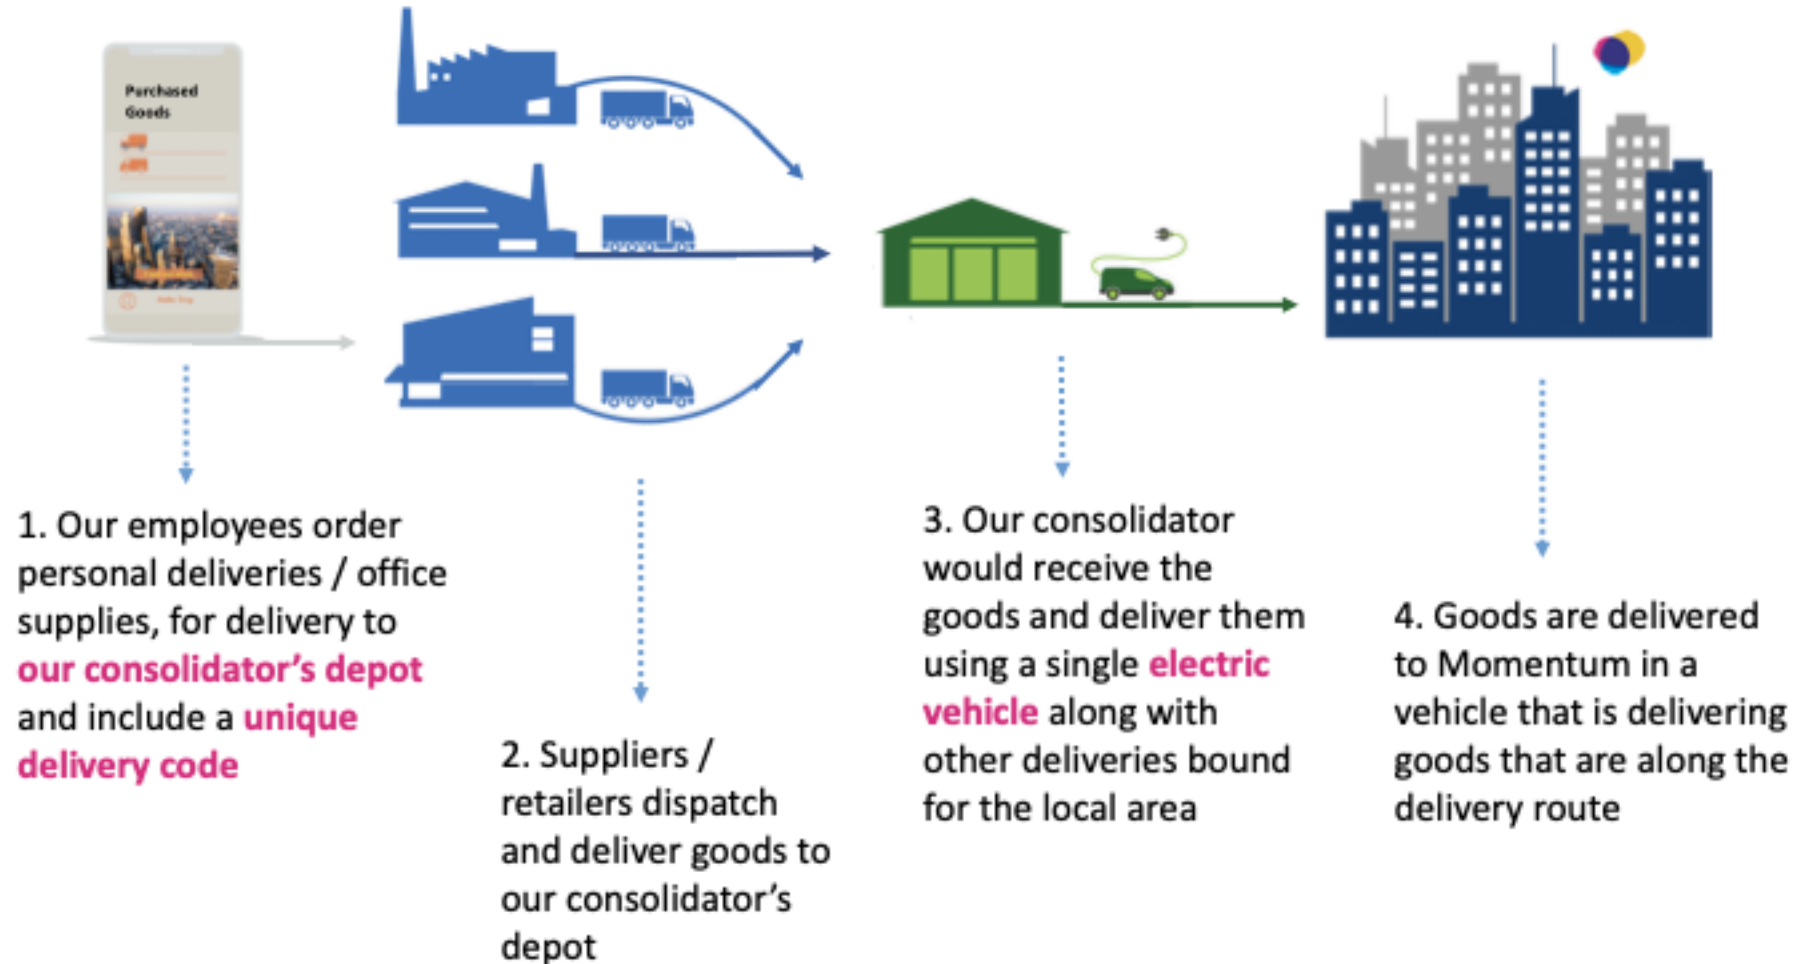 Purchased
Goods
1. Our employees order
personal deliveries / office
supplies, for delivery to
our consolidator’s depot
and include a unique
delivery code
2. Suppliers /
retailers dispatch
and deliver goods to
our consolidator’s
depot
3. Our consolidator
would receive the
goods and deliver them
using a single electric
vehicle along with
other deliveries bound
for the local area
4. Goods are delivered
to Momentum in a
vehicle that is delivering
goods that are along the
delivery route